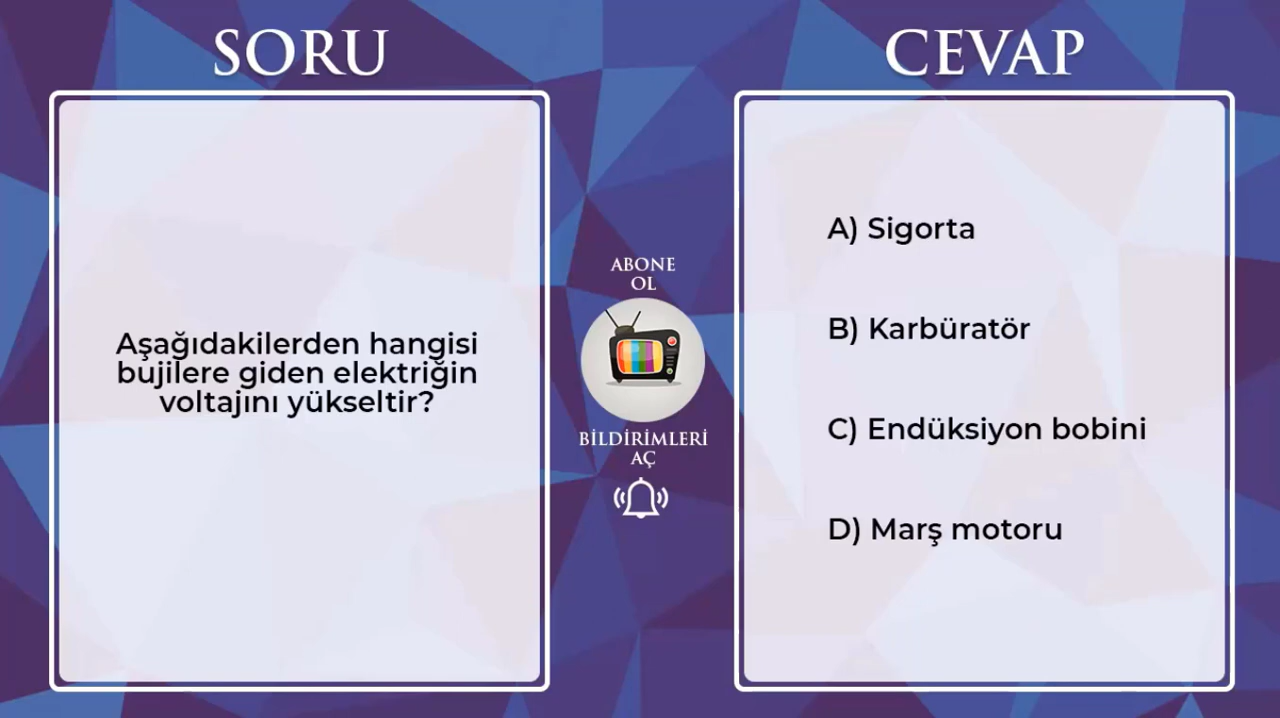 SORU
Aşağıdakilerden hangisi
bujilere giden elektriğin
voltajını yükseltir?
ABONE
OL
BİLDİRİMLERİ
AÇ
CEVAP
A) Sigorta
B) Karbüratör
C) Endüksiyon bobini
D) Marş motoru